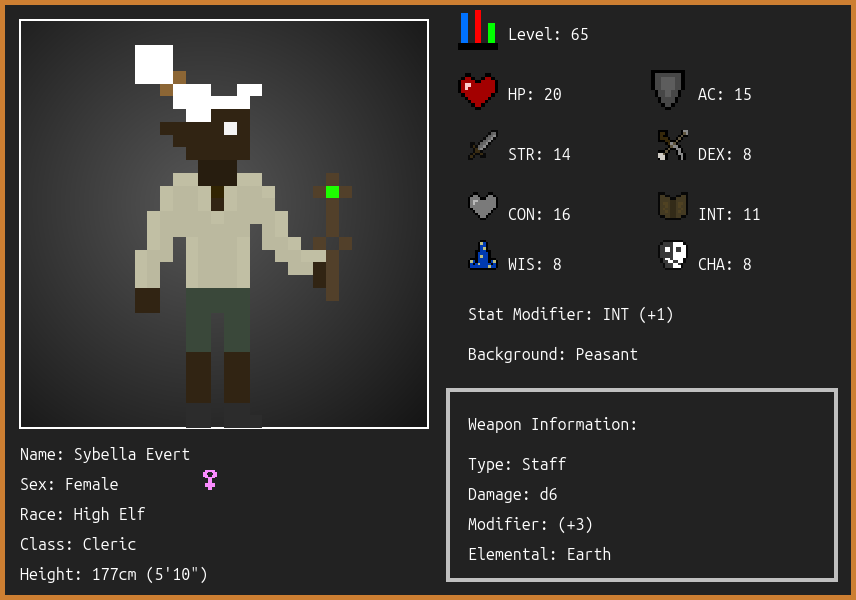 Level: 65
HP: 20
AC: 15
STR: 14
DEX: 8
CON: 16
INT: 11
WIS: 8
CHA: 8
Stat Modifier: INT (+1)
Background: Peasant
Weapon Information:
Type: Staff
Damage: d6
Modifier: (+3)
Elemental: Earth
Name: Sybella Evert
Sex: Female
Race: High Elf
Class: Cleric
Height: 177cm (5'10")